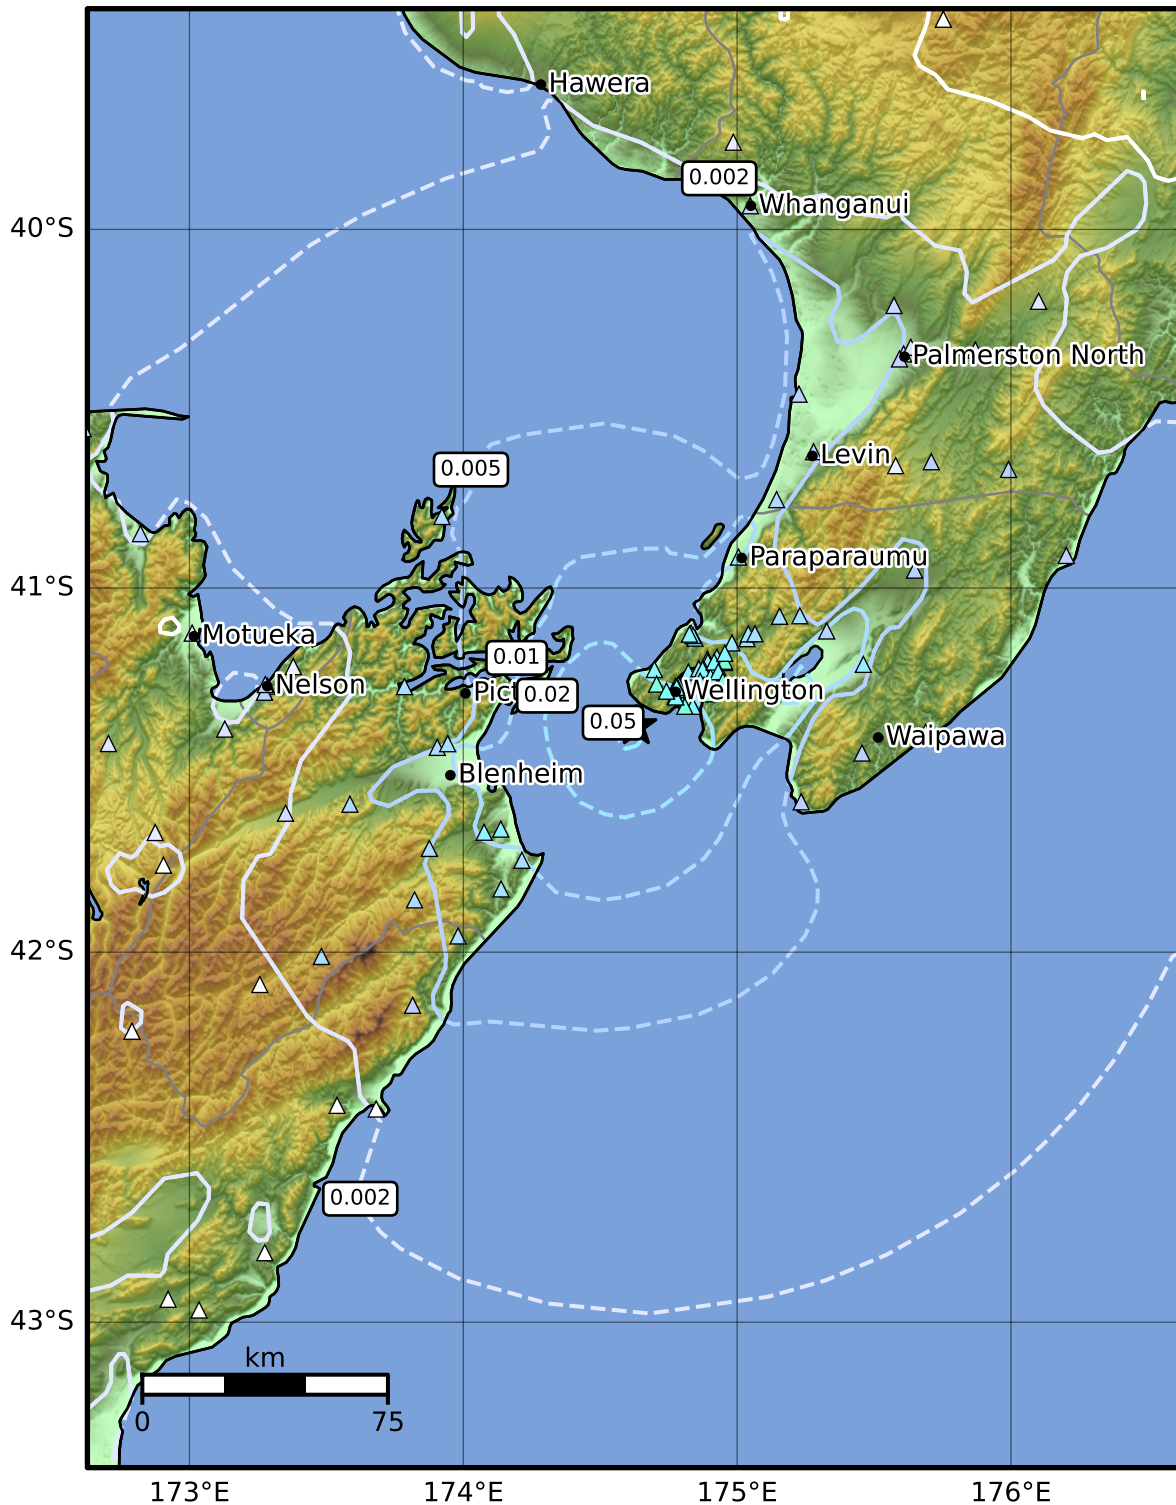 Hawera
0.002
Whanganui
40°S
Palmerston North
Levin
0.005
Paraparaumu
41°S
Motueka
0.01
Nelson
Pict
0.02
Wellington
0.05
Waipawa
Blenheim
42°S
0.002
43°S
km
0
75
173°E
174°E
175°E
176°E